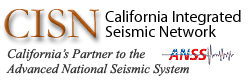 CISN California Integrated
Seismic Network
California's Partner to the ANSS
Advanced National Seismic System